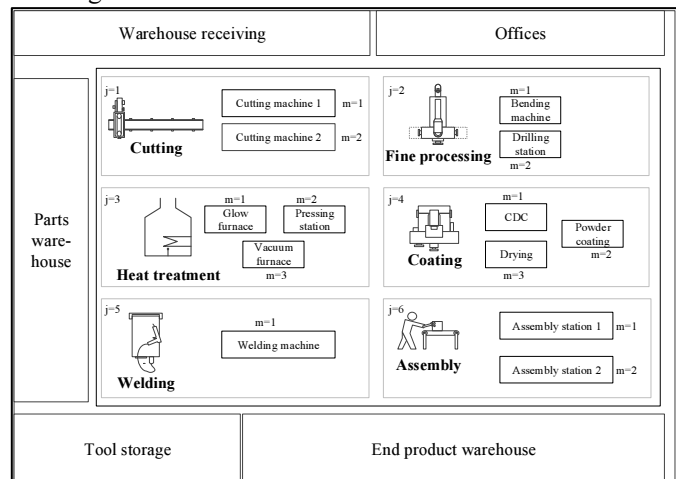 Warehouse receiving
Offices
Parts
ware-
house
j=1
Cutting machine 1
m=1
Cutting machine 2
m=2
Cutting
j=2
m=1
Bending
machine
Drilling
station
m=2
Fine processing
j=3
m=1
m=2
Glow
furnace
Pressing
station
Vacuum
furnace
m=3
Heat treatment
j=4
m=1
CDC
Powder
coating
m=2
Drying
m=3
Coating
j=5
m=1
Welding machine
Welding
j=6
Assembly station 1
m=1
Assembly station 2
m=2
Assembly
Tool storage
End product warehouse